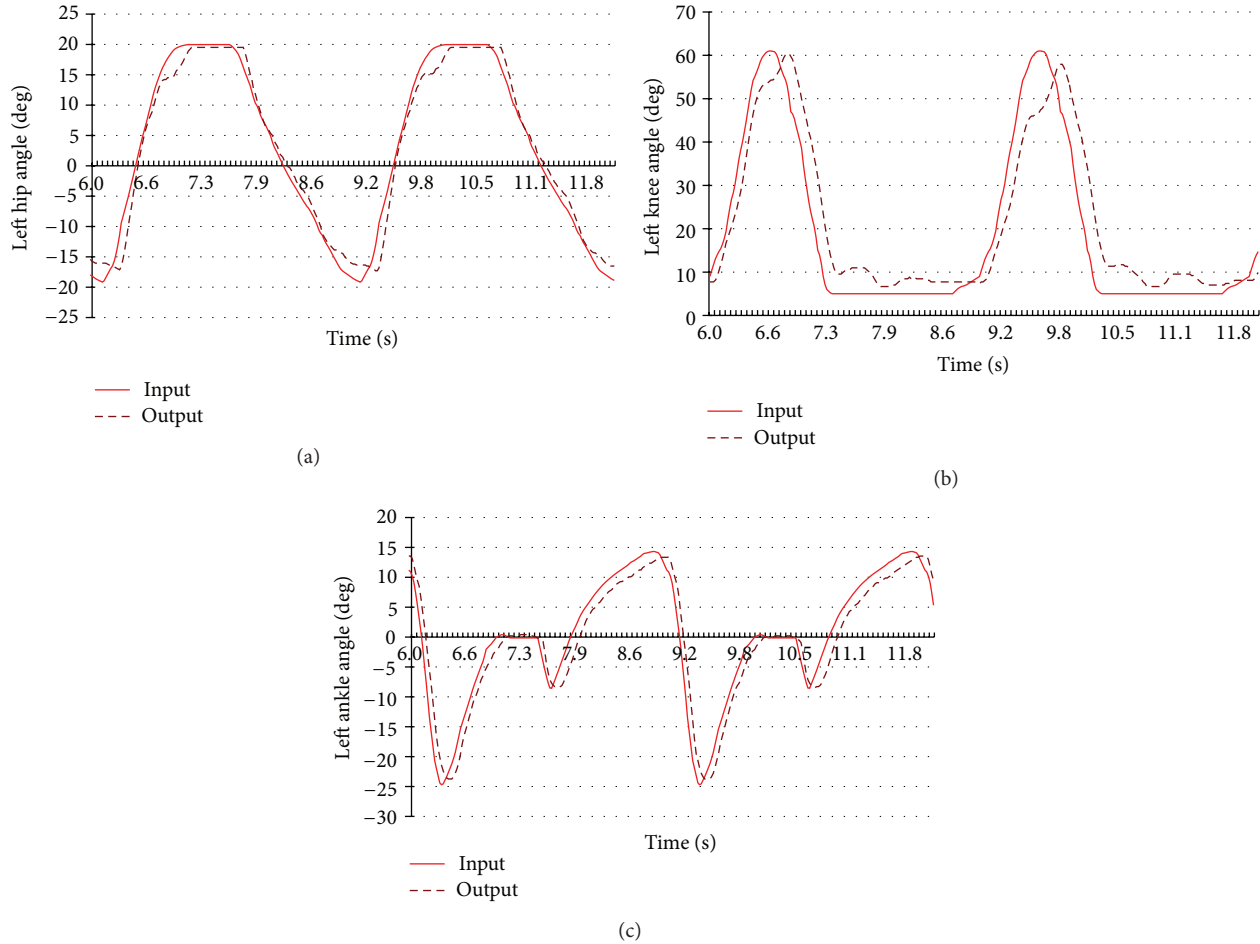 25
20
15
10
5
0
−5
−10
−15
−20
−25
Left hip angle (deg)
6.0 6.6 7.3 7.9 8.6 9.2 9.8 10.5 11.1 11.8
Time (s)
Input
Output
(a)
70
60
50
40
30
20
10
0
Left knee angle (deg)
6.0 6.6 7.3 7.9 8.6 9.2 9.8 10.5 11.1 11.8
Time (s)
Input
Output
(b)
20
15
10
5
0
−5
−10
−15
−20
−25
−30
Left ankle angle (deg)
6.0 6.6 7.3 7.9 8.6 9.2 9.8 10.5 11.1 11.8
Time (s)
Input
Output
(c)